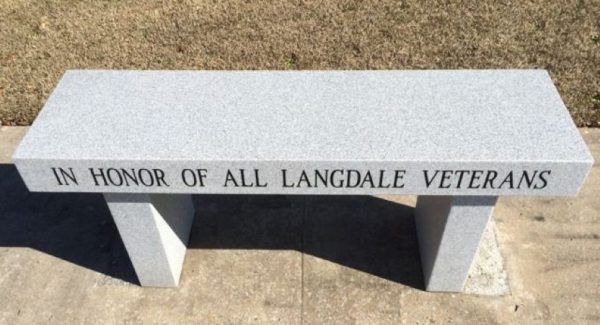 IN HONOR OF ALL LANGDALE VETERANS